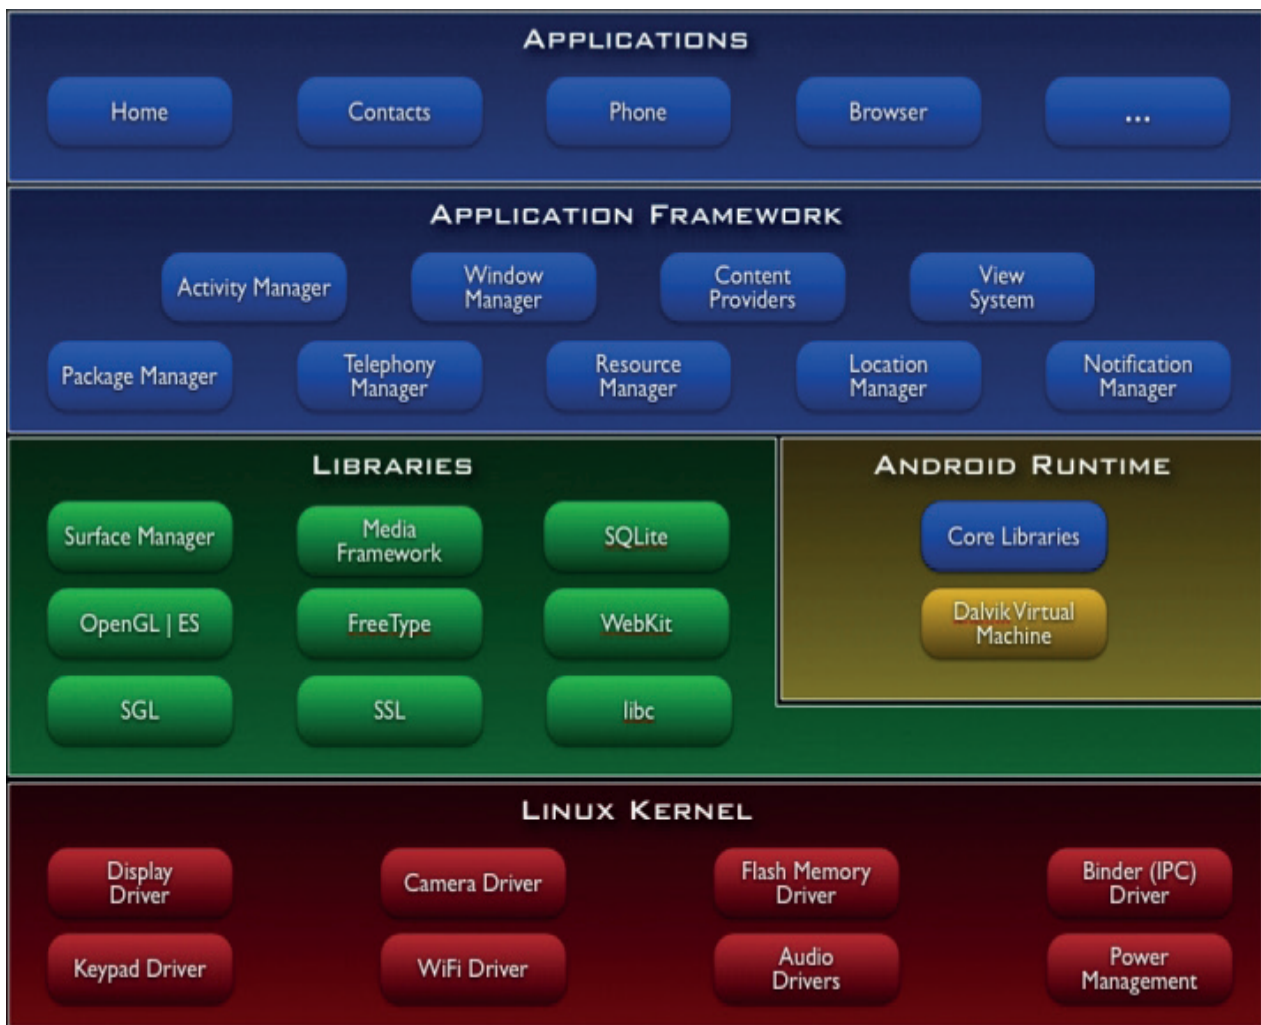 APPLICATIONS
Home
Contacts
Phone
Browser
...
APPLICATION FRAMEWORK
Activity Manager
Window
Manager
Content
Providers
View
System
Package Manager
Telephony
Manager
Resource
Manager
Location
Manager
Notification
Manager
LIBRARIES
Surface Manager
Media
Framework
SQLite
OpenGL | ES
FreeType
WebKit
SGL
SSL
libc
ANDROID RUNTIME
Core Libraries
Dalvik Virtual
Machine
LINUX KERNEL
Display
Driver
Camera Driver
Flash Memory
Driver
Binder (IPC)
Driver
Keypad Driver
WiFi Driver
Audio
Drivers
Power
Management